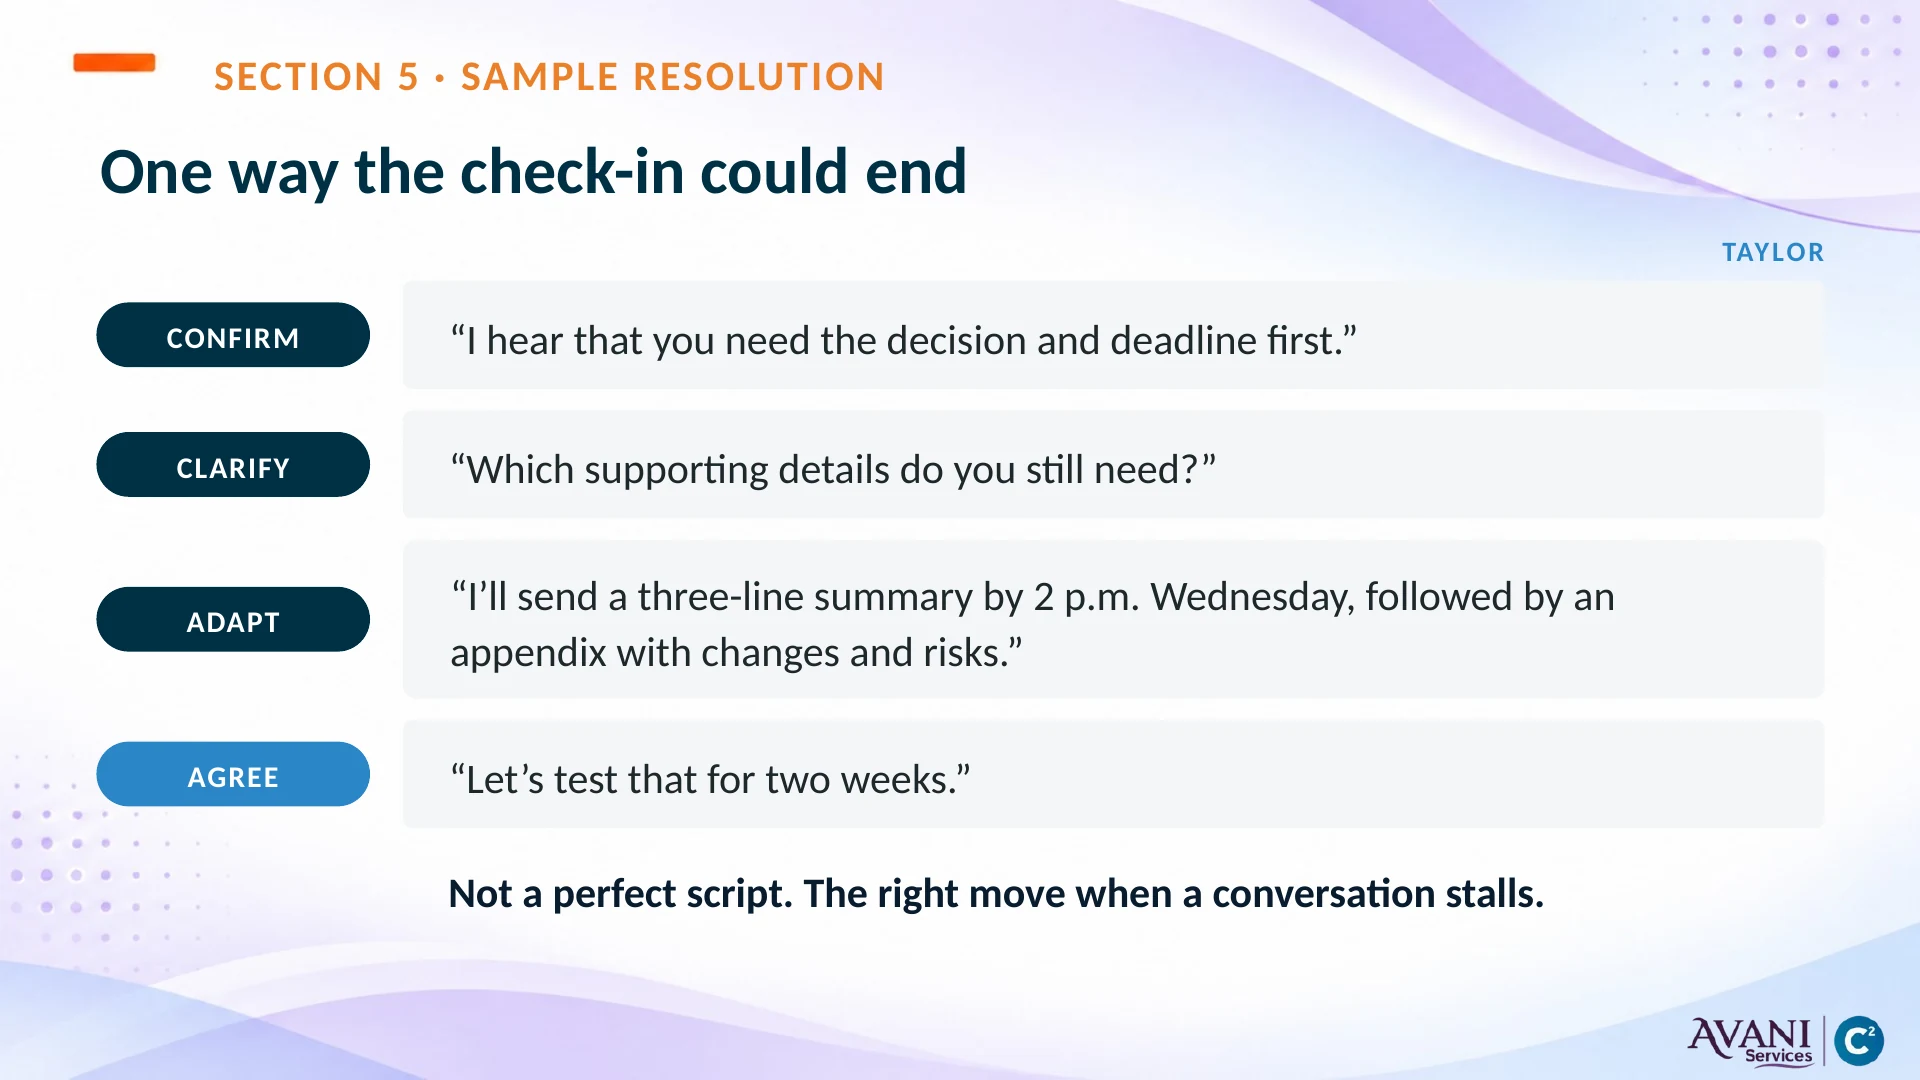 SECTION 5 · SAMPLE RESOLUTION
One way the check-in could end
TAYLOR
CONFIRM
“I hear that you need the decision and deadline first.”
CLARIFY
“Which supporting details do you still need?”
ADAPT
“I’ll send a three-line summary by 2 p.m. Wednesday, followed by an
appendix with changes and risks.”
AGREE
“Let’s test that for two weeks.”
Not a perfect script. The right move when a conversation stalls.
AVANI
Services
C²